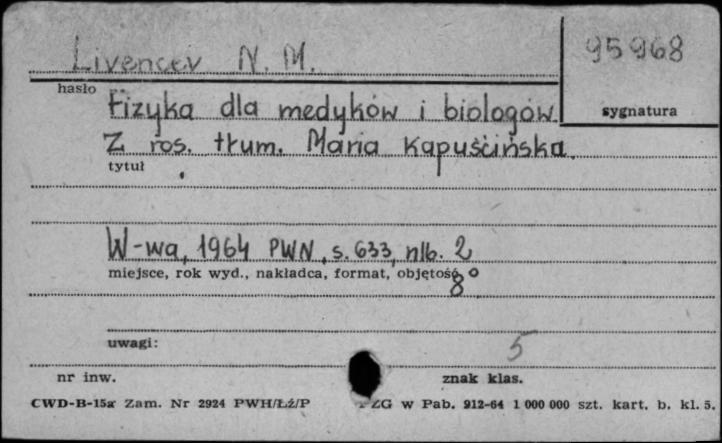 Livencev N. M.
95968
hasło
Fizyka dla medyków i biologów.
sygnatura
Z ros. tłum. Maria Kapuścińska.
tytuł
W-wa, 1964 PWN, s. 633, nlb. 2
miejsce, rok wyd., nakładca, format, objętość
8°
uwagi:
5
nr inw.
znak klas.
CWD-B-15a Zam. Nr 2924 PWH/Łż/P
ZG w Pab. 912-64 1 000 000 szt. kart. b. kl. 5.